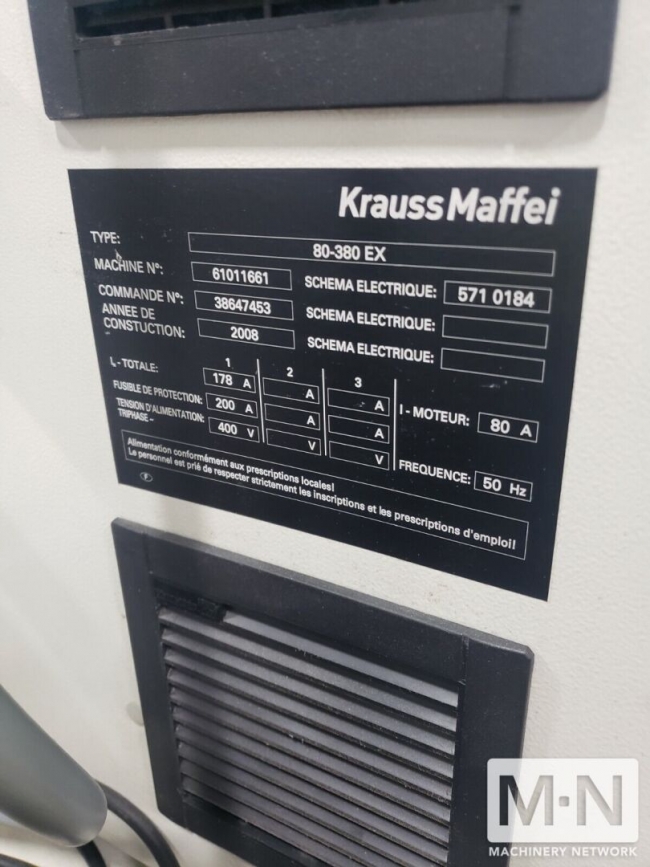 KraussMaffei
TYPE: 80-380 EX
MACHINE Nº: 61011661 SCHEMA ELECTRIQUE: 571 0184
COMMANDE Nº: 38647453 SCHEMA ELECTRIQUE:
ANNEE DE
CONSTUCTION: 2008 SCHEMA ELECTRIQUE:
1 2 3
I - TOTALE: 178 A A A
FUSIBLE DE PROTECTION: 200 A A A I - MOTEUR: 80 A
TENSION D'ALIMENTATION:
TRIPHASE~ 400 V V V FREQUENCE: 50 Hz
Alimentation conformément aux prescriptions locales!
Le personnel est prié de respecter strictement les inscriptions et les prescriptions d'emploi!
F
M·N
MACHINERY NETWORK